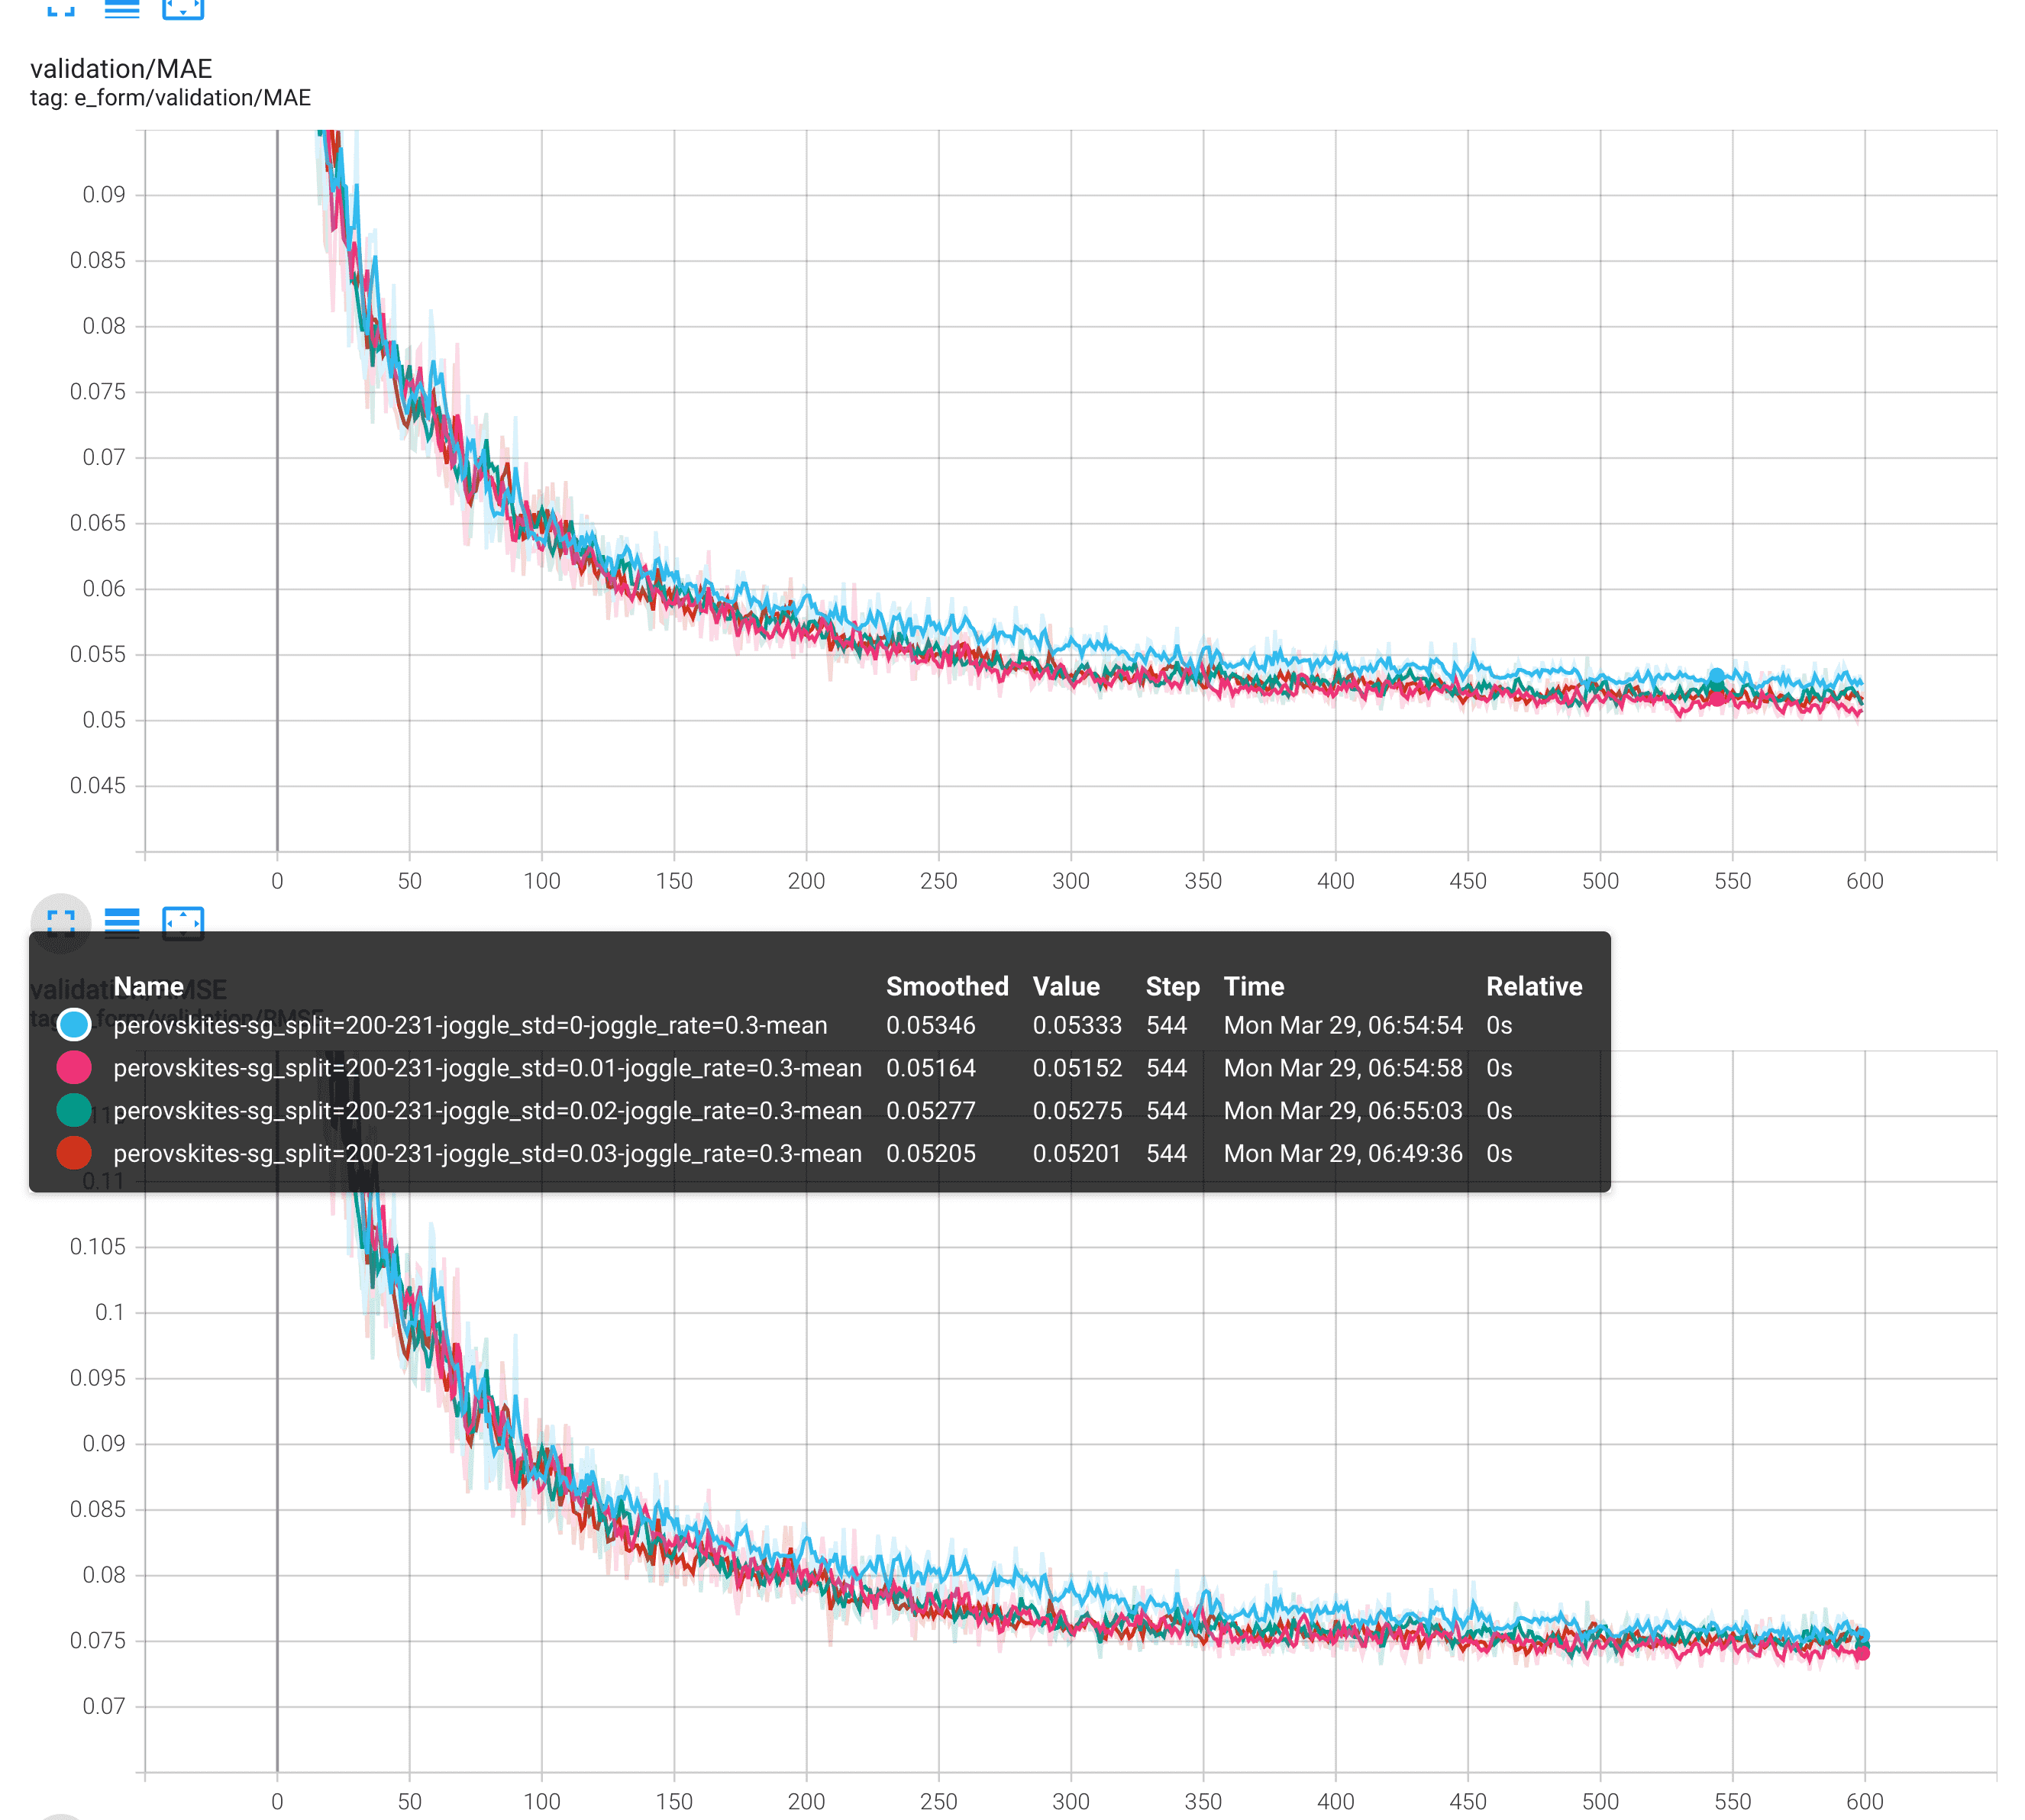 validation/MAE
tag: e_form/validation/MAE
0.09
0.085
0.08
0.075
0.07
0.065
0.06
0.055
0.05
0.045
0 50 100 150 200 250 300 350 400 450 500 550 600
validation/RMSE
tag: e_form/validation/RMSE
Name Smoothed Value Step Time Relative
perovskites-sg_split=200-231-joggle_std=0-joggle_rate=0.3-mean 0.05346 0.05333 544 Mon Mar 29, 06:54:54 0s
perovskites-sg_split=200-231-joggle_std=0.01-joggle_rate=0.3-mean 0.05164 0.05152 544 Mon Mar 29, 06:54:58 0s
perovskites-sg_split=200-231-joggle_std=0.02-joggle_rate=0.3-mean 0.05277 0.05275 544 Mon Mar 29, 06:55:03 0s
perovskites-sg_split=200-231-joggle_std=0.03-joggle_rate=0.3-mean 0.05205 0.05201 544 Mon Mar 29, 06:49:36 0s
0.11
0.105
0.1
0.095
0.09
0.085
0.08
0.075
0.07
0 50 100 150 200 250 300 350 400 450 500 550 600